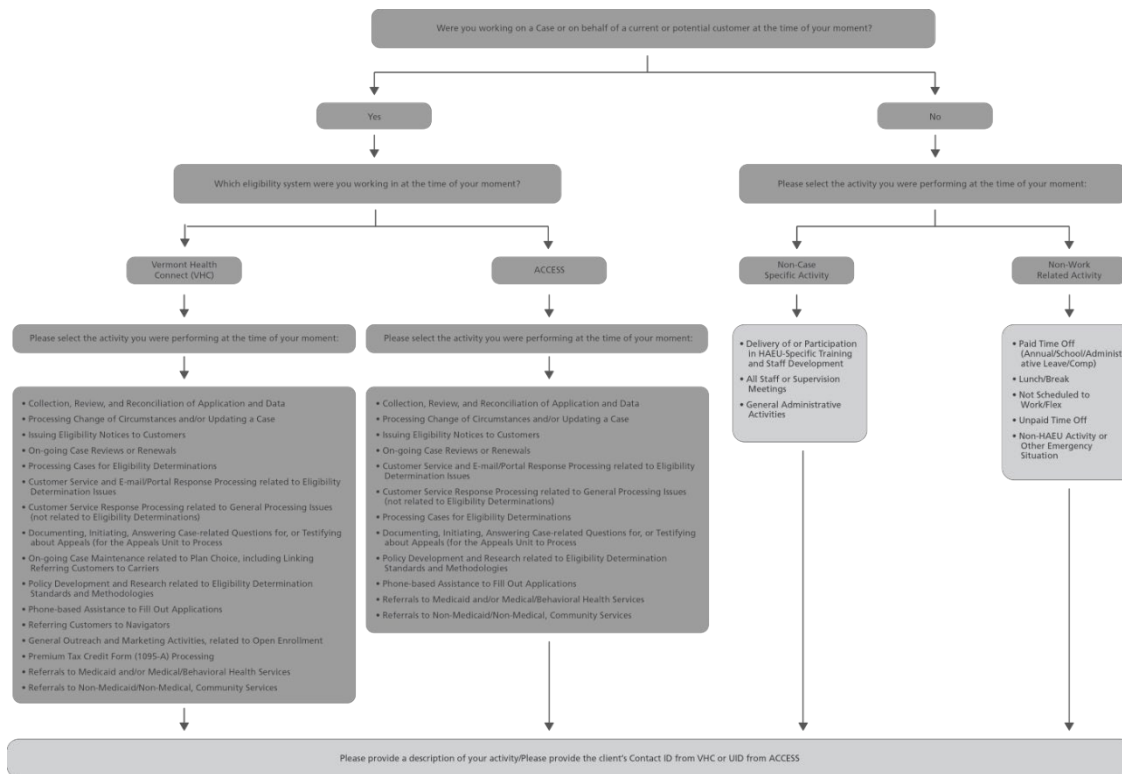 Were you working on a Case or on behalf of a current or potential customer at the time of your moment?
Yes
No
Which eligibility system were you working in at the time of your moment?
Please select the activity you were performing at the time of your moment:
Vermont Health
Connect (VHC)
ACCESS
Non-Case
Specific Activity
Non-Work
Related Activity
Please select the activity you were performing at the time of your moment:
Please select the activity you were performing at the time of your moment:
• Collection, Review, and Reconciliation of Application and Data
• Processing Change of Circumstances and/or Updating a Case
• Issuing Eligibility Notices to Customers
• On-going Case Reviews or Renewals
• Processing Cases for Eligibility Determinations
• Customer Service and E-mail/Portal Response Processing related to Eligibility
Determination Issues
• Customer Service Response Processing related to General Processing Issues
(not related to Eligibility Determinations)
• Documenting, Initiating, Answering Case-related Questions for, or Testifying
about Appeals (for the Appeals Unit to Process
• On-going Case Maintenance related to Plan Choice, including Linking
Referring Customers to Carriers
• Policy Development and Research related to Eligibility Determination
Standards and Methodologies
• Phone-based Assistance to Fill Out Applications
• Referring Customers to Navigators
• General Outreach and Marketing Activities, related to Open Enrollment
• Premium Tax Credit Form (1095-A) Processing
• Referrals to Medicaid and/or Medical/Behavioral Health Services
• Referrals to Non-Medicaid/Non-Medical, Community Services
• Collection, Review, and Reconciliation of Application and Data
• Processing Change of Circumstances and/or Updating a Case
• Issuing Eligibility Notices to Customers
• On-going Case Reviews or Renewals
• Customer Service and E-mail/Portal Response Processing related to Eligibility
Determination Issues
• Customer Service Response Processing related to General Processing Issues
(not related to Eligibility Determinations)
• Processing Cases for Eligibility Determinations
• Documenting, Initiating, Answering Case-related Questions for, or Testifying
about Appeals (for the Appeals Unit to Process
• Policy Development and Research related to Eligibility Determination
Standards and Methodologies
• Phone-based Assistance to Fill Out Applications
• Referrals to Medicaid and/or Medical/Behavioral Health Services
• Referrals to Non-Medicaid/Non-Medical, Community Services
• Delivery of or Participation
in HAEU-Specific Training
and Staff Development
• All Staff or Supervision
Meetings
• General Administrative
Activities
• Paid Time Off
(Annual/School/Administr
ative Leave/Comp)
• Lunch/Break
• Not Scheduled to
Work/Flex
• Unpaid Time Off
• Non-HAEU Activity or
Other Emergency
Situation
Please provide a description of your activity/Please provide the client's Contact ID from VHC or UID from ACCESS